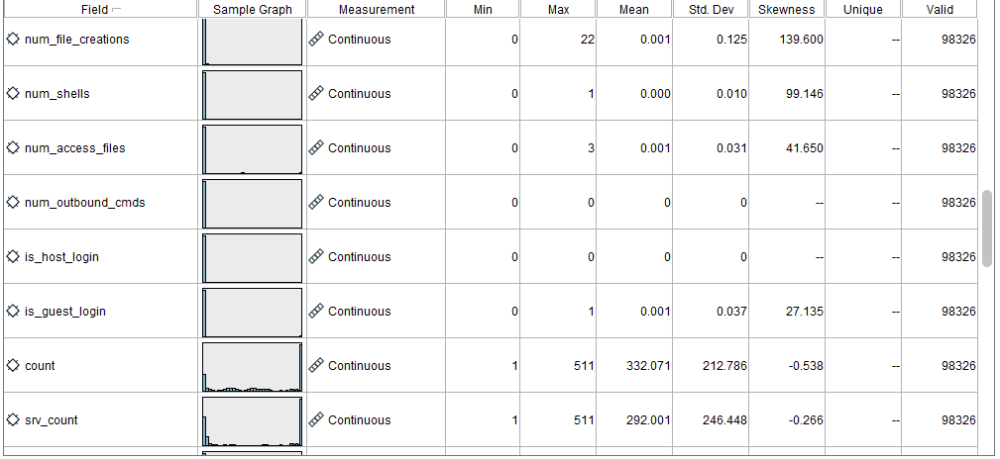 Field Sample Graph Measurement Min Max Mean Std. Dev Skewness Unique Valid
num_file_creations Continuous 0 22 0.001 0.125 139.600 -- 98326
num_shells Continuous 0 1 0.000 0.010 99.146 -- 98326
num_access_files Continuous 0 3 0.001 0.031 41.650 -- 98326
num_outbound_cmds Continuous 0 0 0 0 -- -- 98326
is_host_login Continuous 0 0 0 0 -- -- 98326
is_guest_login Continuous 0 1 0.001 0.037 27.135 -- 98326
count Continuous 1 511 332.071 212.786 -0.538 -- 98326
srv_count Continuous 1 511 292.001 246.448 -0.266 -- 98326